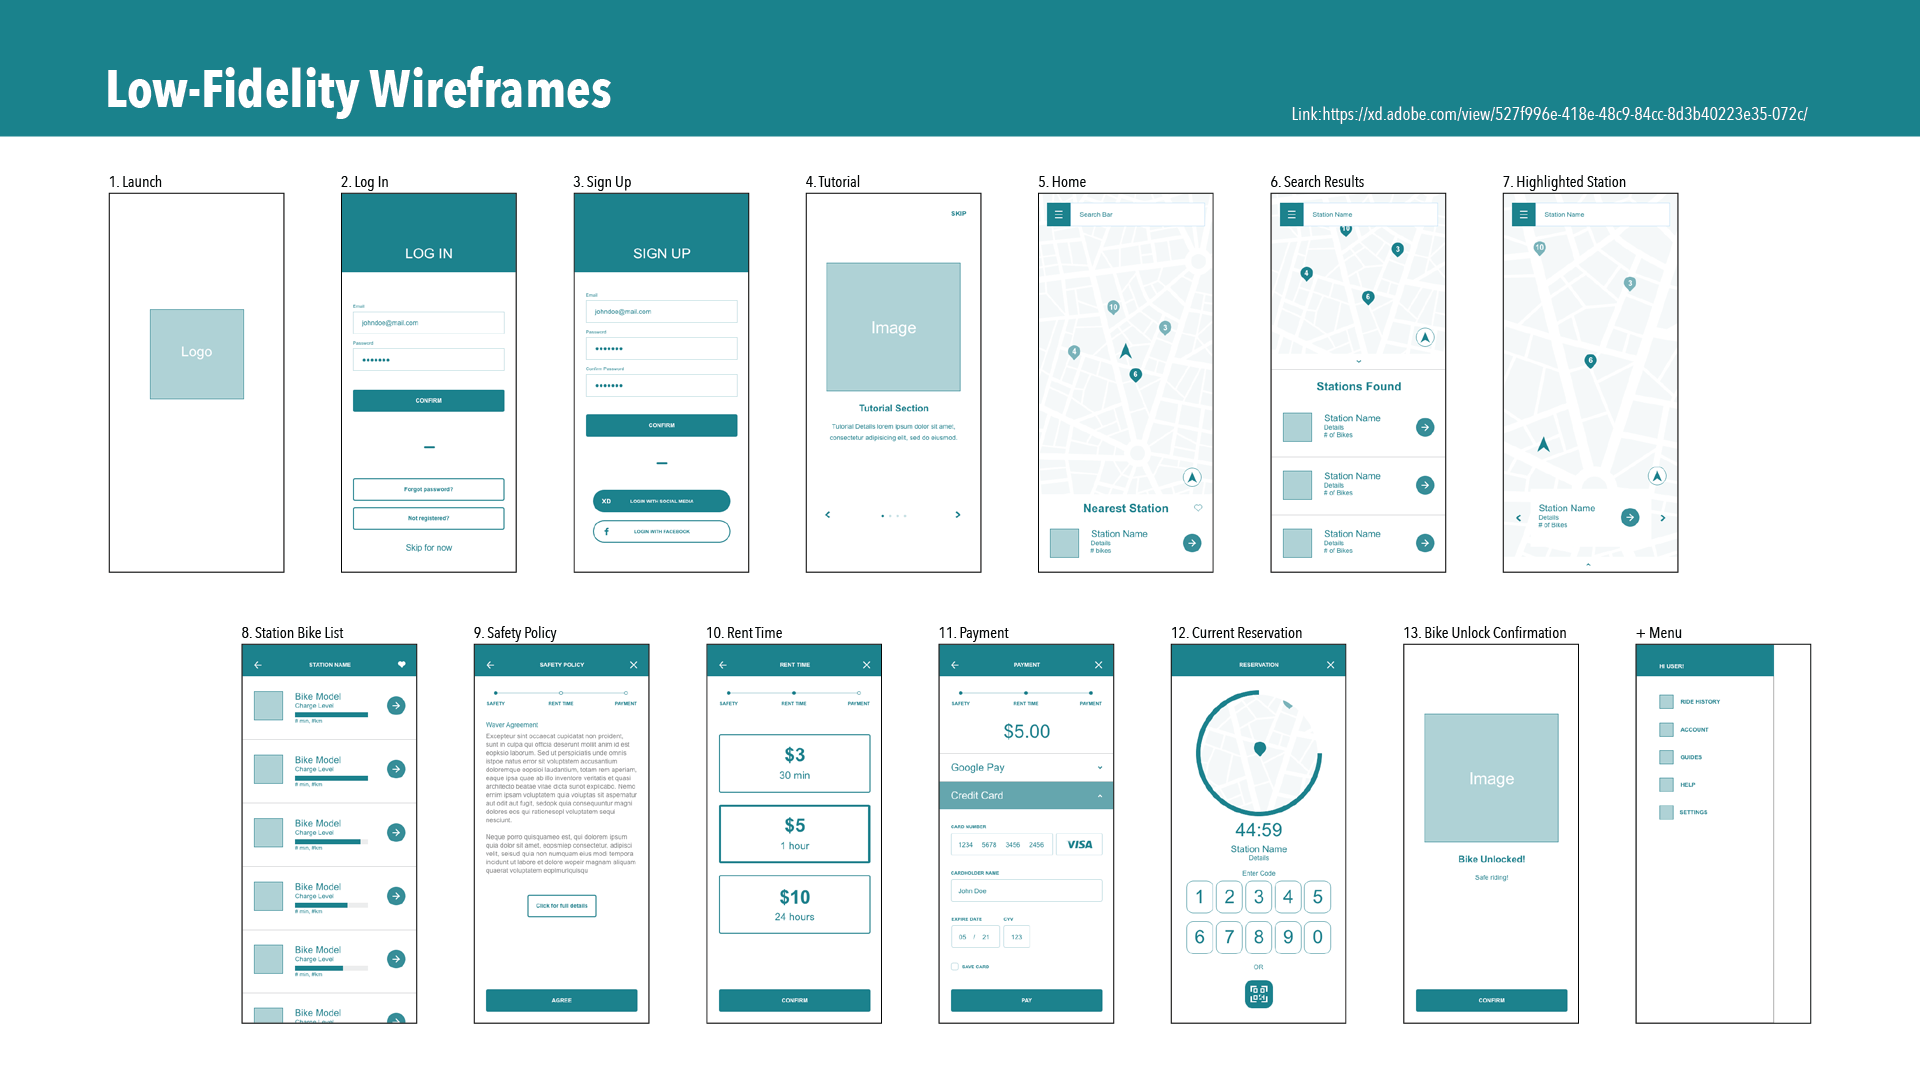 Low-Fidelity Wireframes
Link:https://xd.adobe.com/view/527f996e-418e-48c9-84cc-8d3b40223e35-072c/
1. Launch
Logo
2. Log In
LOG IN
Email
johndoe@mail.com
Password
CONFIRM
Forgot password?
Not registered?
Skip for now
3. Sign Up
SIGN UP
Email
johndoe@mail.com
Password
Confirm Password
CONFIRM
XD LOGIN WITH SOCIAL MEDIA
f LOGIN WITH FACEBOOK
4. Tutorial
SKIP
Image
Tutorial Section
Tutorial Details lorem ipsum dolor sit amet,
consectetur adipisicing elit, sed do eiusmod.
5. Home
Search Bar
10
3
4
6
Nearest Station
Station Name
Details
# bikes
6. Search Results
Station Name
10
3
4
6
Stations Found
Station Name
Details
# of Bikes
Station Name
Details
# of Bikes
Station Name
Details
# of Bikes
7. Highlighted Station
Station Name
10
3
6
Station Name
Details
# of Bikes
8. Station Bike List
STATION NAME
Bike Model
Charge Level
# min, #km
Bike Model
Charge Level
# min, #km
Bike Model
Charge Level
# min, #km
Bike Model
Charge Level
# min, #km
Bike Model
Charge Level
# min, #km
Bike Model
Charge Level
9. Safety Policy
SAFETY POLICY
SAFETY RENT TIME PAYMENT
Waver Agreement
Excepteur sint occaecat cupidatat non proident,
sunt in culpa qui officia deserunt mollit anim id est
eopksio laborum. Sed ut perspiciatis unde omnis
istpoe natus error sit voluptatem accusantium
doloremque eopsloi laudantium, totam rem aperiam,
eaque ipsa quae ab illo inventore veritatis et quasi
architecto beatae vitae dicta sunot explicabo. Nemo
errim ipsam voluptatem quia voluptas sit aspernatur
aut odit aut fugit, sedopk quia consequuntur magni
dolores eos qui rationesopl voluptatem sequi
nesciunt.
Neque porro quisquameo est, qui dolorem ipsum
quia dolor sit amet, eopsmiep consectetur, adipisci
velit, seisud quia non numquam eius mod tempora
incidunt ut labore et dolore wopeir magnam aliquam
quaerat voluptatem eoplmunuquisqu
Click for full details
AGREE
10. Rent Time
RENT TIME
SAFETY RENT TIME PAYMENT
$3
30 min
$5
1 hour
$10
24 hours
CONFIRM
11. Payment
PAYMENT
SAFETY RENT TIME PAYMENT
$5.00
Google Pay
Credit Card
CARD NUMBER
1234 5678 3456 2456 VISA
CARDHOLDER NAME
John Doe
EXPIRE DATE CVV
05 / 21 123
SAVE CARD
PAY
12. Current Reservation
RESERVATION
44:59
Station Name
Details
Enter Code
1 2 3 4 5
6 7 8 9 0
OR
13. Bike Unlock Confirmation
Image
Bike Unlocked!
Safe riding!
CONFIRM
+ Menu
HI USER!
RIDE HISTORY
ACCOUNT
GUIDES
HELP
SETTINGS